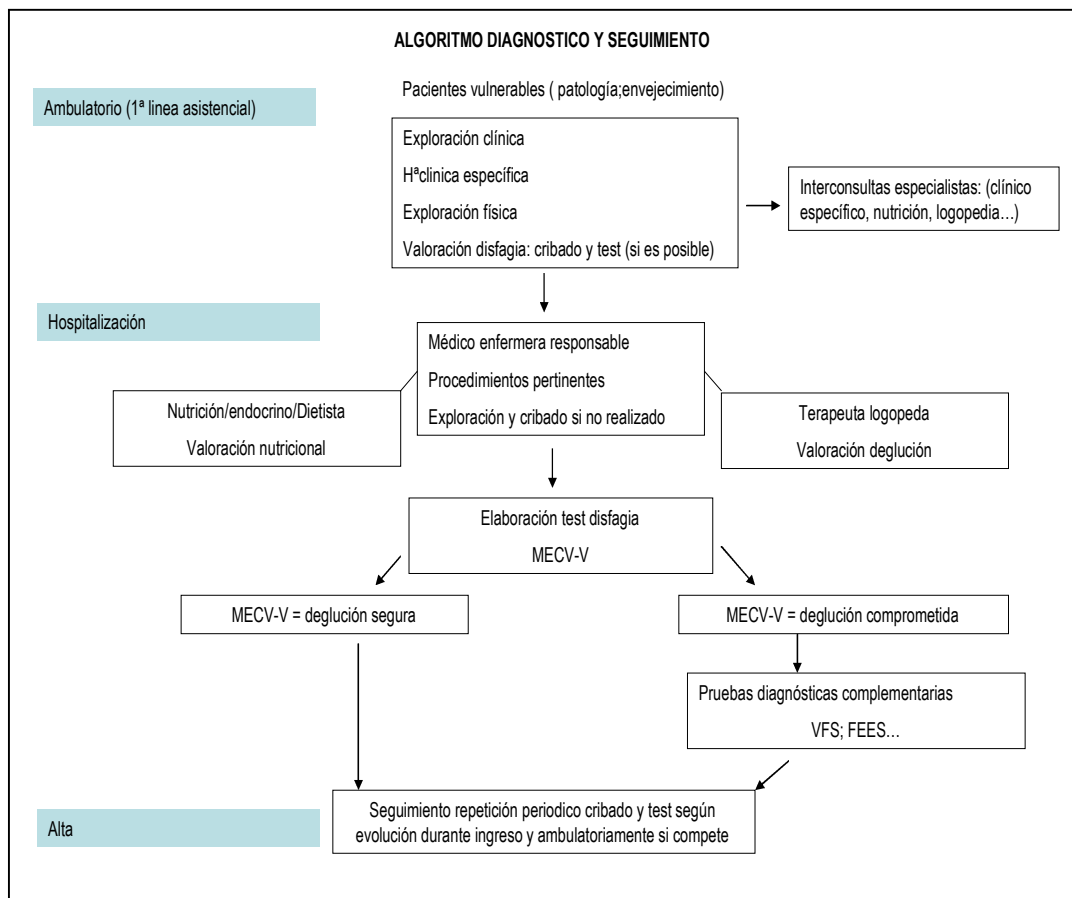 ALGORITMO DIAGNOSTICO Y SEGUIMIENTO
Pacientes vulnerables ( patología;envejecimiento)
Ambulatorio (1ª linea asistencial)
Exploración clínica
Hªclinica específica
Exploración física
Valoración disfagia: cribado y test (si es posible)
Interconsultas especialistas: (clínico
específico, nutrición, logopedia…)
Hospitalización
Médico enfermera responsable
Procedimientos pertinentes
Exploración y cribado si no realizado
Nutrición/endocrino/Dietista
Valoración nutricional
Terapeuta logopeda
Valoración deglución
Elaboración test disfagia
MECV-V
MECV-V = deglución segura
MECV-V = deglución comprometida
Pruebas diagnósticas complementarias
VFS; FEES…
Seguimiento repetición periodico cribado y test según
evolución durante ingreso y ambulatoriamente si compete
Alta